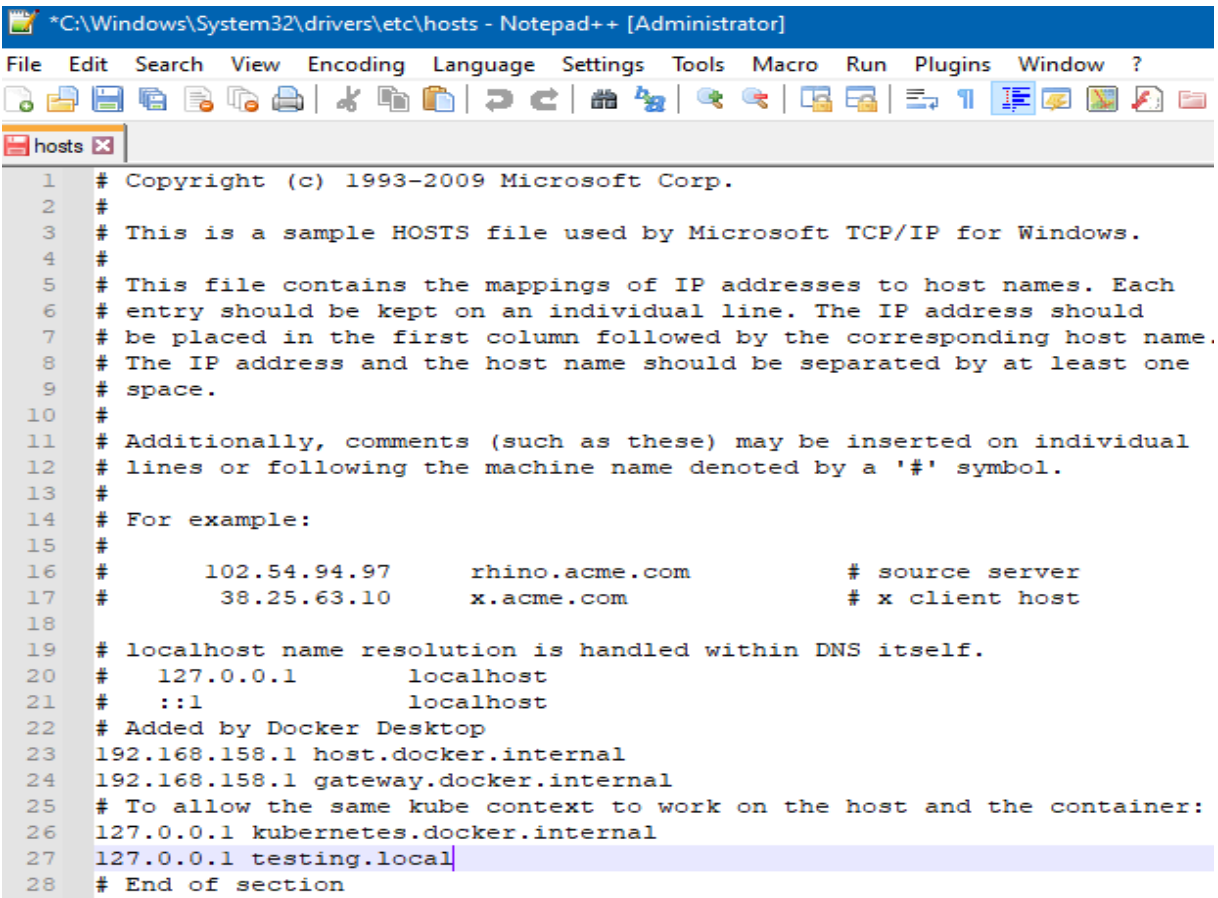 *C:\Windows\System32\drivers\etc\hosts - Notepad++ [Administrator]
File Edit Search View Encoding Language Settings Tools Macro Run Plugins Window ?
hosts
1 # Copyright (c) 1993-2009 Microsoft Corp.
2 #
3 # This is a sample HOSTS file used by Microsoft TCP/IP for Windows.
4 #
5 # This file contains the mappings of IP addresses to host names. Each
6 # entry should be kept on an individual line. The IP address should
7 # be placed in the first column followed by the corresponding host name.
8 # The IP address and the host name should be separated by at least one
9 # space.
10 #
11 # Additionally, comments (such as these) may be inserted on individual
12 # lines or following the machine name denoted by a '#' symbol.
13 #
14 # For example:
15 #
16 #      102.54.94.97     rhino.acme.com          # source server
17 #       38.25.63.10     x.acme.com              # x client host
18
19 # localhost name resolution is handled within DNS itself.
20 #   127.0.0.1       localhost
21 #   ::1             localhost
22 # Added by Docker Desktop
23 192.168.158.1 host.docker.internal
24 192.168.158.1 gateway.docker.internal
25 # To allow the same kube context to work on the host and the container:
26 127.0.0.1 kubernetes.docker.internal
27 127.0.0.1 testing.local
28 # End of section